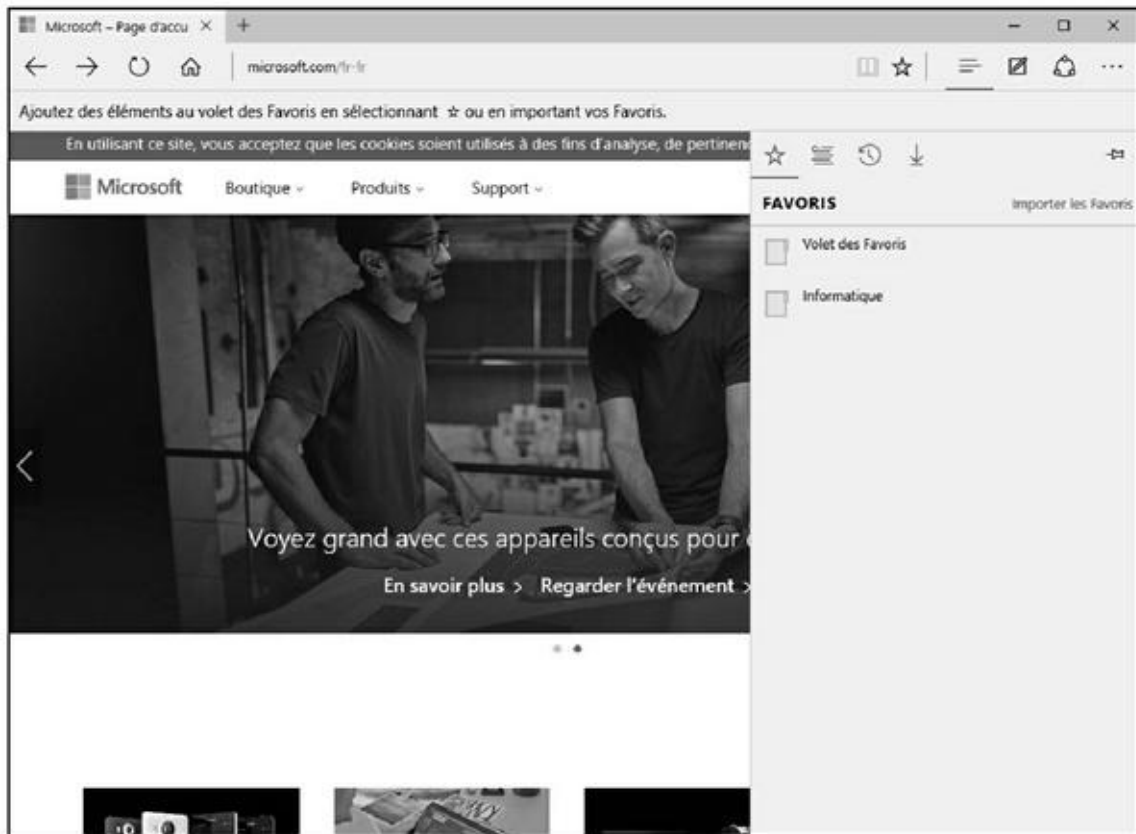 Microsoft – Page d'accu
microsoft.com/fr-fr
Ajoutez des éléments au volet des Favoris en sélectionnant ☆ ou en important vos Favoris.
En utilisant ce site, vous acceptez que les cookies soient utilisés à des fins d'analyse, de pertinenc
Microsoft Boutique Produits Support
FAVORIS Importer les Favoris
Volet des Favoris
Informatique
Voyez grand avec ces appareils conçus pour
En savoir plus > Regarder l'événement >